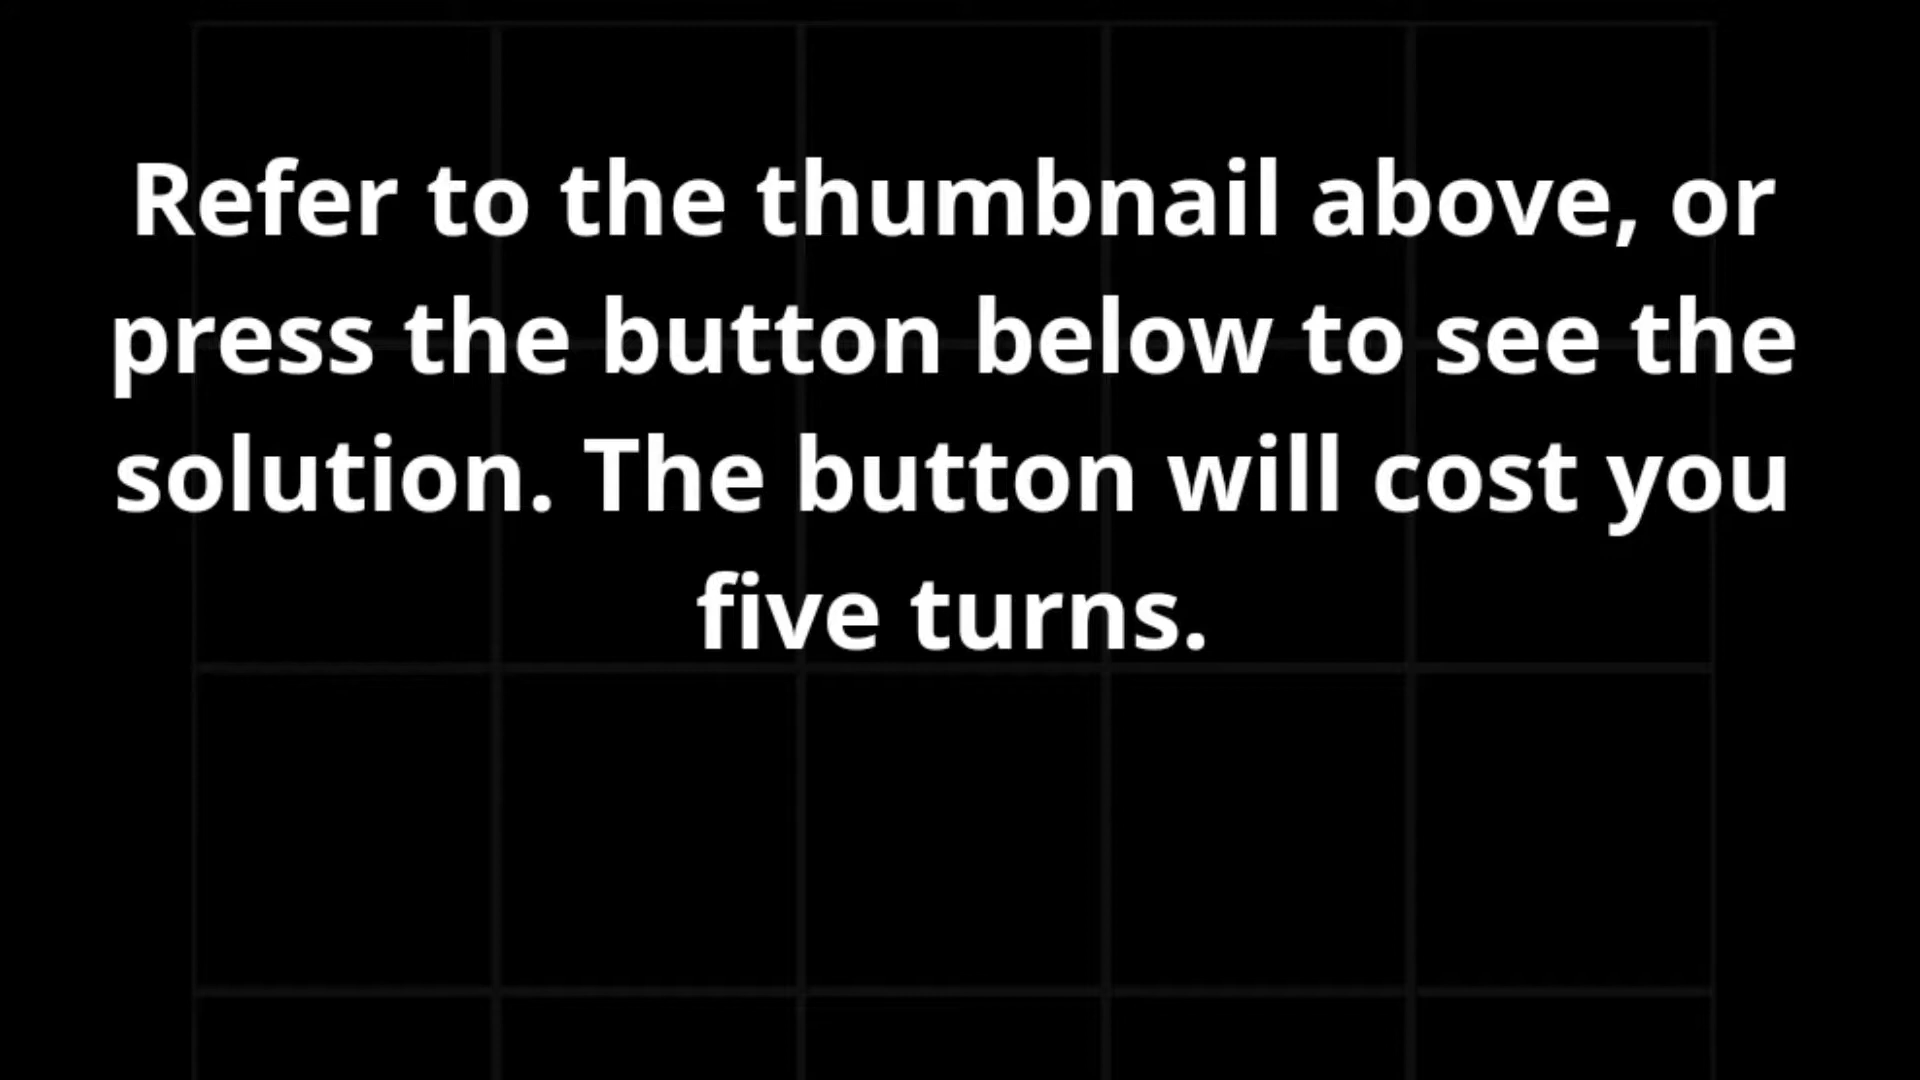 Refer to the thumbnail above, or
press the button below to see the
solution. The button will cost you
five turns.